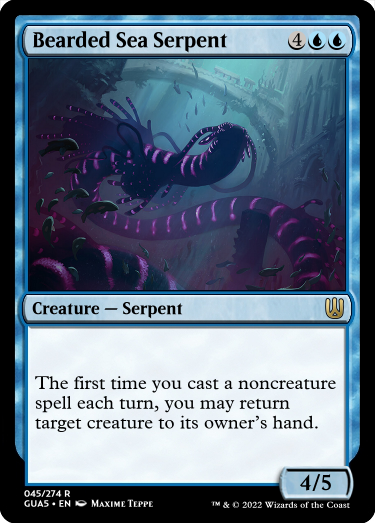 Bearded Sea Serpent 4
Creature — Serpent
The first time you cast a noncreature
spell each turn, you may return
target creature to its owner's hand.
4/5
045/274 R
GUA5 • EN Maxime Teppe
™ & © 2022 Wizards of the Coast